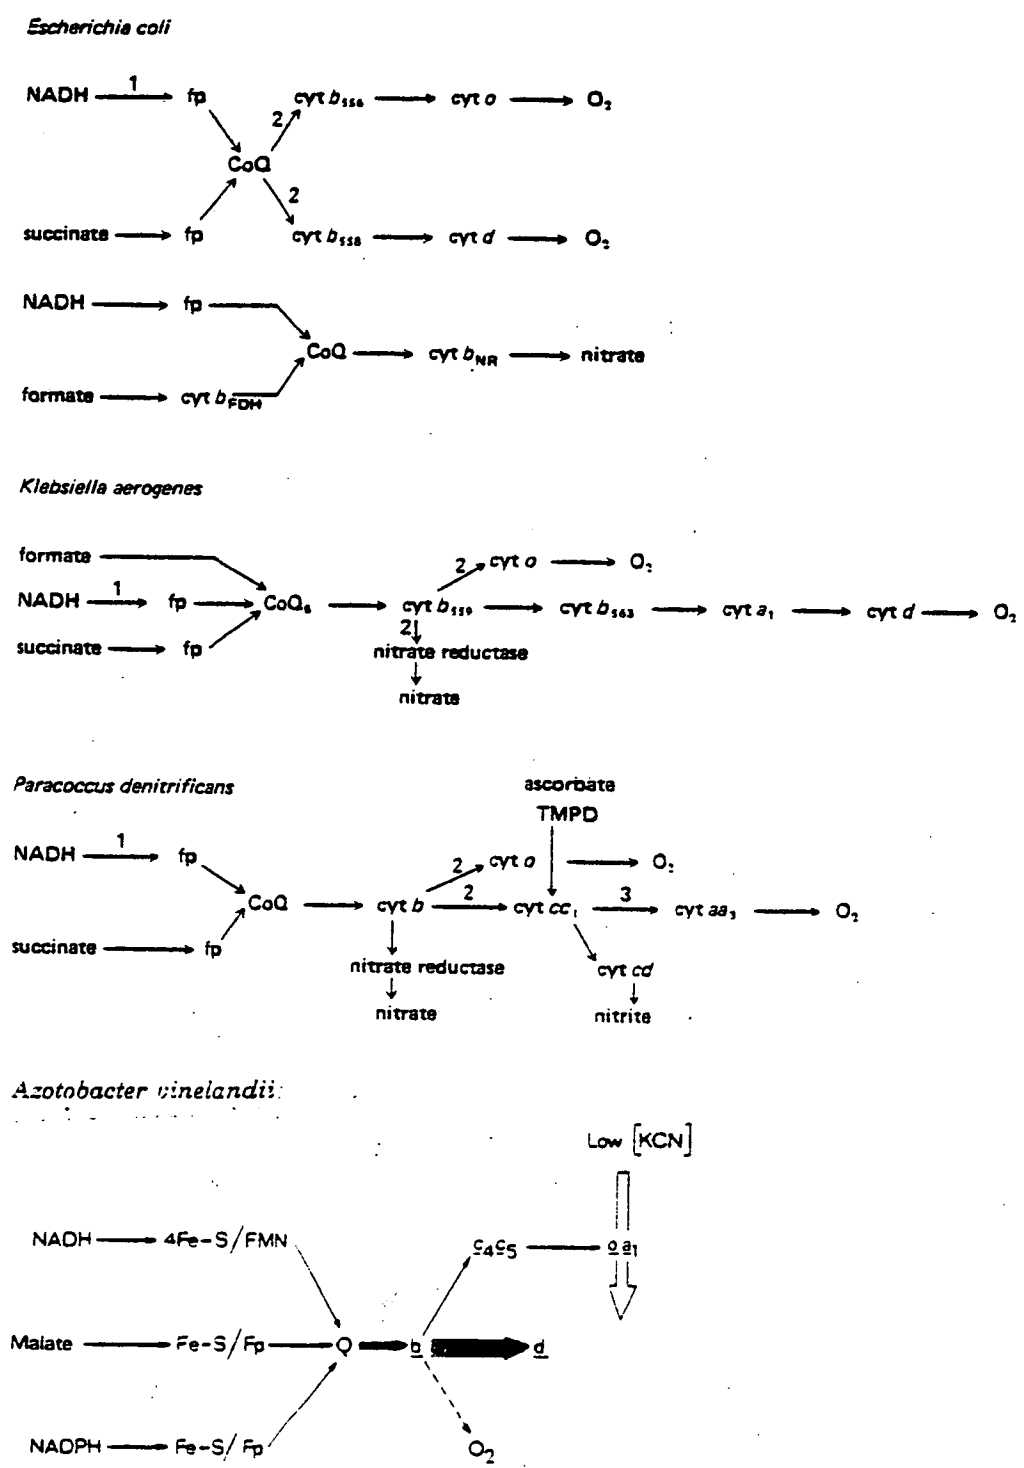 Escherichia coli
1
NADH → fp cyt b₅₅₆ → cyt o → O₂
2
CoQ
2
succinate → fp cyt b₅₅₈ → cyt d → O₂
NADH → fp
CoQ → cyt b_NR → nitrate
formate → cyt b_FDH
Klebsiella aerogenes
formate 2 cyt o → O₂
1
NADH → fp → CoQ₈ → cyt b₅₅₉ → cyt b₅₆₃ → cyt a₁ → cyt d → O₂
2
succinate → fp nitrate reductase
nitrate
Paracoccus denitrificans ascorbate
TMPD
1
NADH → fp 2 cyt o → O₂
2 3
CoQ → cyt b → cyt cc₁ → cyt aa₃ → O₂
succinate → fp
nitrate reductase cyt cd
nitrate nitrite
Azotobacter vinelandii:
Low [KCN]
NADH → 4Fe-S/FMN c₄c₅ → o a₁
Malate → Fe-S/Fp → Q → b → d
NADPH → Fe-S/Fp O₂